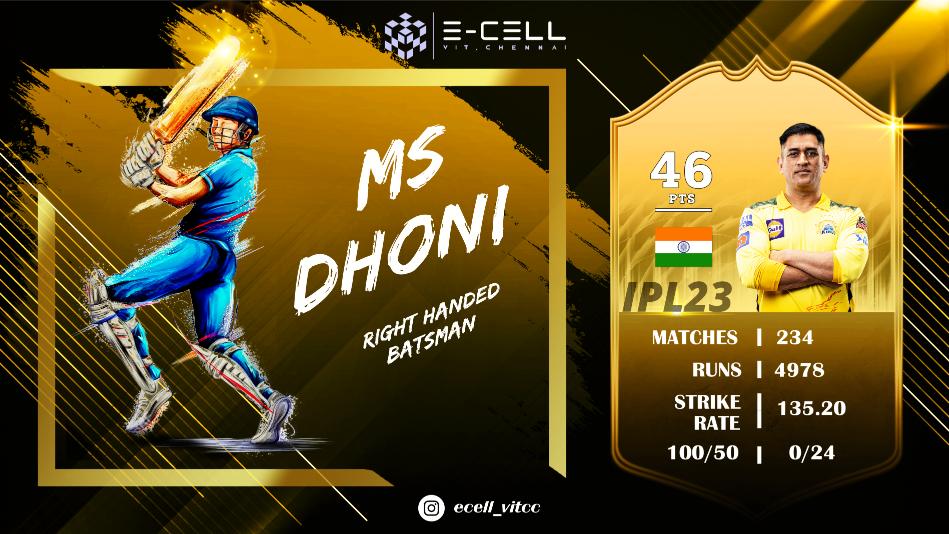 E-CELL
VIT, CHENNAI
MS
DHONI
RIGHT HANDED
BATSMAN
46
PTS
IPL23
MATCHES | 234
RUNS | 4978
STRIKE
RATE | 135.20
100/50 | 0/24
ecell_vitcc